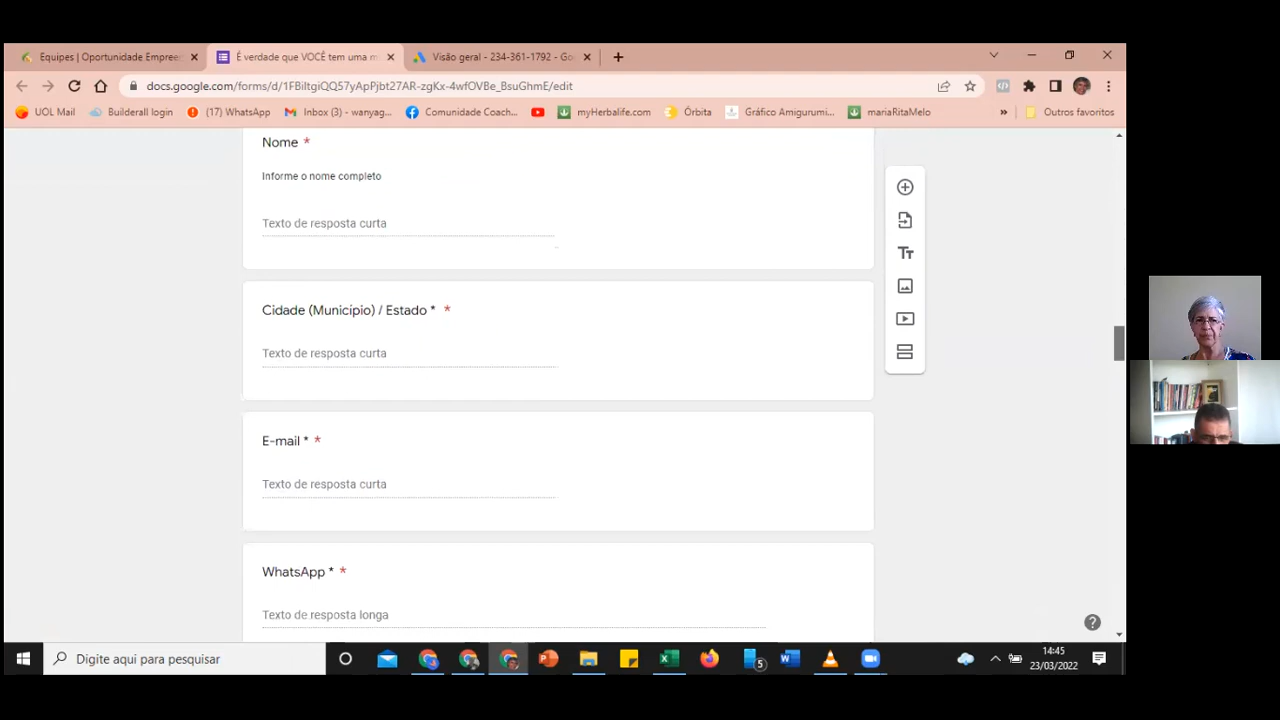 Equipes | Oportunidade Empree
É verdade que VOCÊ tem uma m
Visão geral - 234-361-1792 - Go
docs.google.com/forms/d/1FBiltgiQQ57yApPjbt27AR-zgKx-4wfOVBe_BsuGhmE/edit
UOL Mail
Builderall login
(17) WhatsApp
Inbox (3) - wanyag...
Comunidade Coach...
myHerbalife.com
Órbita
Gráfico Amigurumi...
mariaRitaMelo
»
Outros favoritos
Nome *
Informe o nome completo
Texto de resposta curta
Cidade (Municipio) / Estado * *
Texto de resposta curta
E-mail * *
Texto de resposta curta
WhatsApp * *
Texto de resposta longa
Digite aqui para pesquisar
5
14:45
23/03/2022